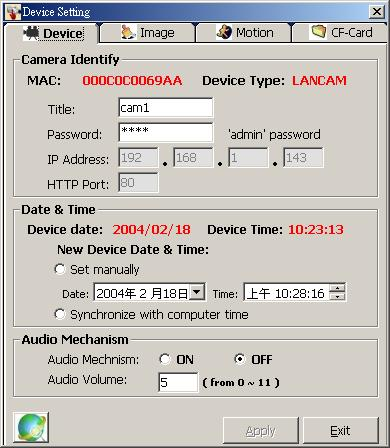 Device Setting
Device Image Motion CF-Card
Camera Identify
MAC: 000C0C0069AA Device Type: LANCAM
Title: cam1
Password: **** 'admin' password
IP Address: 192 . 168 . 1 . 143
HTTP Port: 80
Date & Time
Device date: 2004/02/18 Device Time: 10:23:13
New Device Date & Time:
Set manually
Date: 2004年 2 月18日 Time: 上午 10:28:16
Synchronize with computer time
Audio Mechanism
Audio Mechnism: ON OFF
Audio Volume: 5 ( from 0 ~ 11 )
Apply Exit